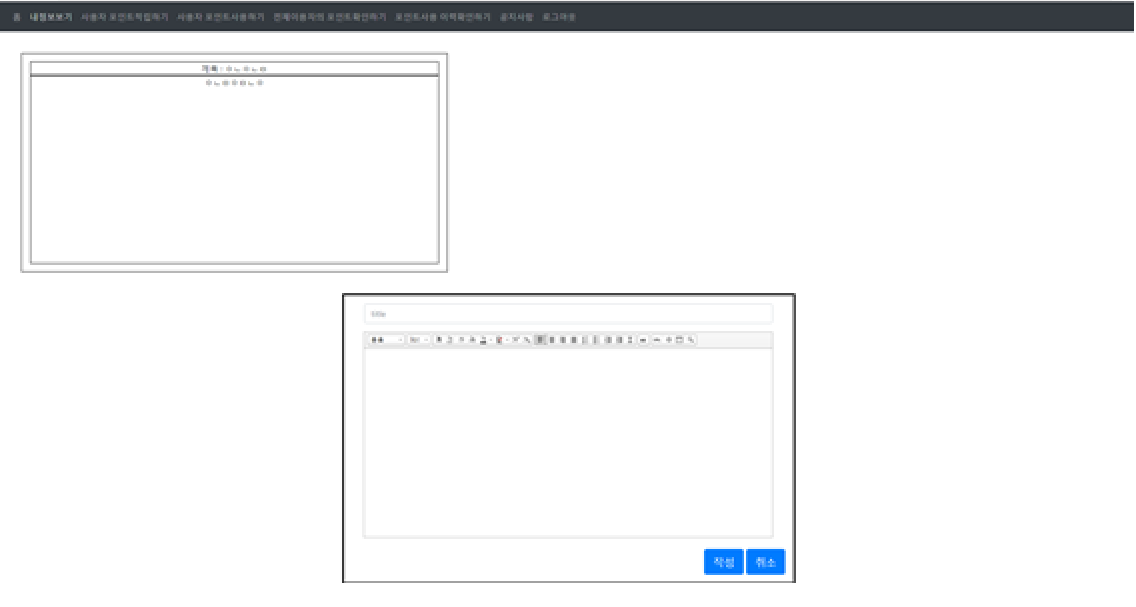 홈 내정보보기 사용자 포인트적립하기 사용자 포인트사용하기 전체이용자의 포인트확인하기 포인트사용 이력확인하기 공지사항 로그아웃
제목 : ㅇㄴㅇㄴㅇ
title
작성 취소